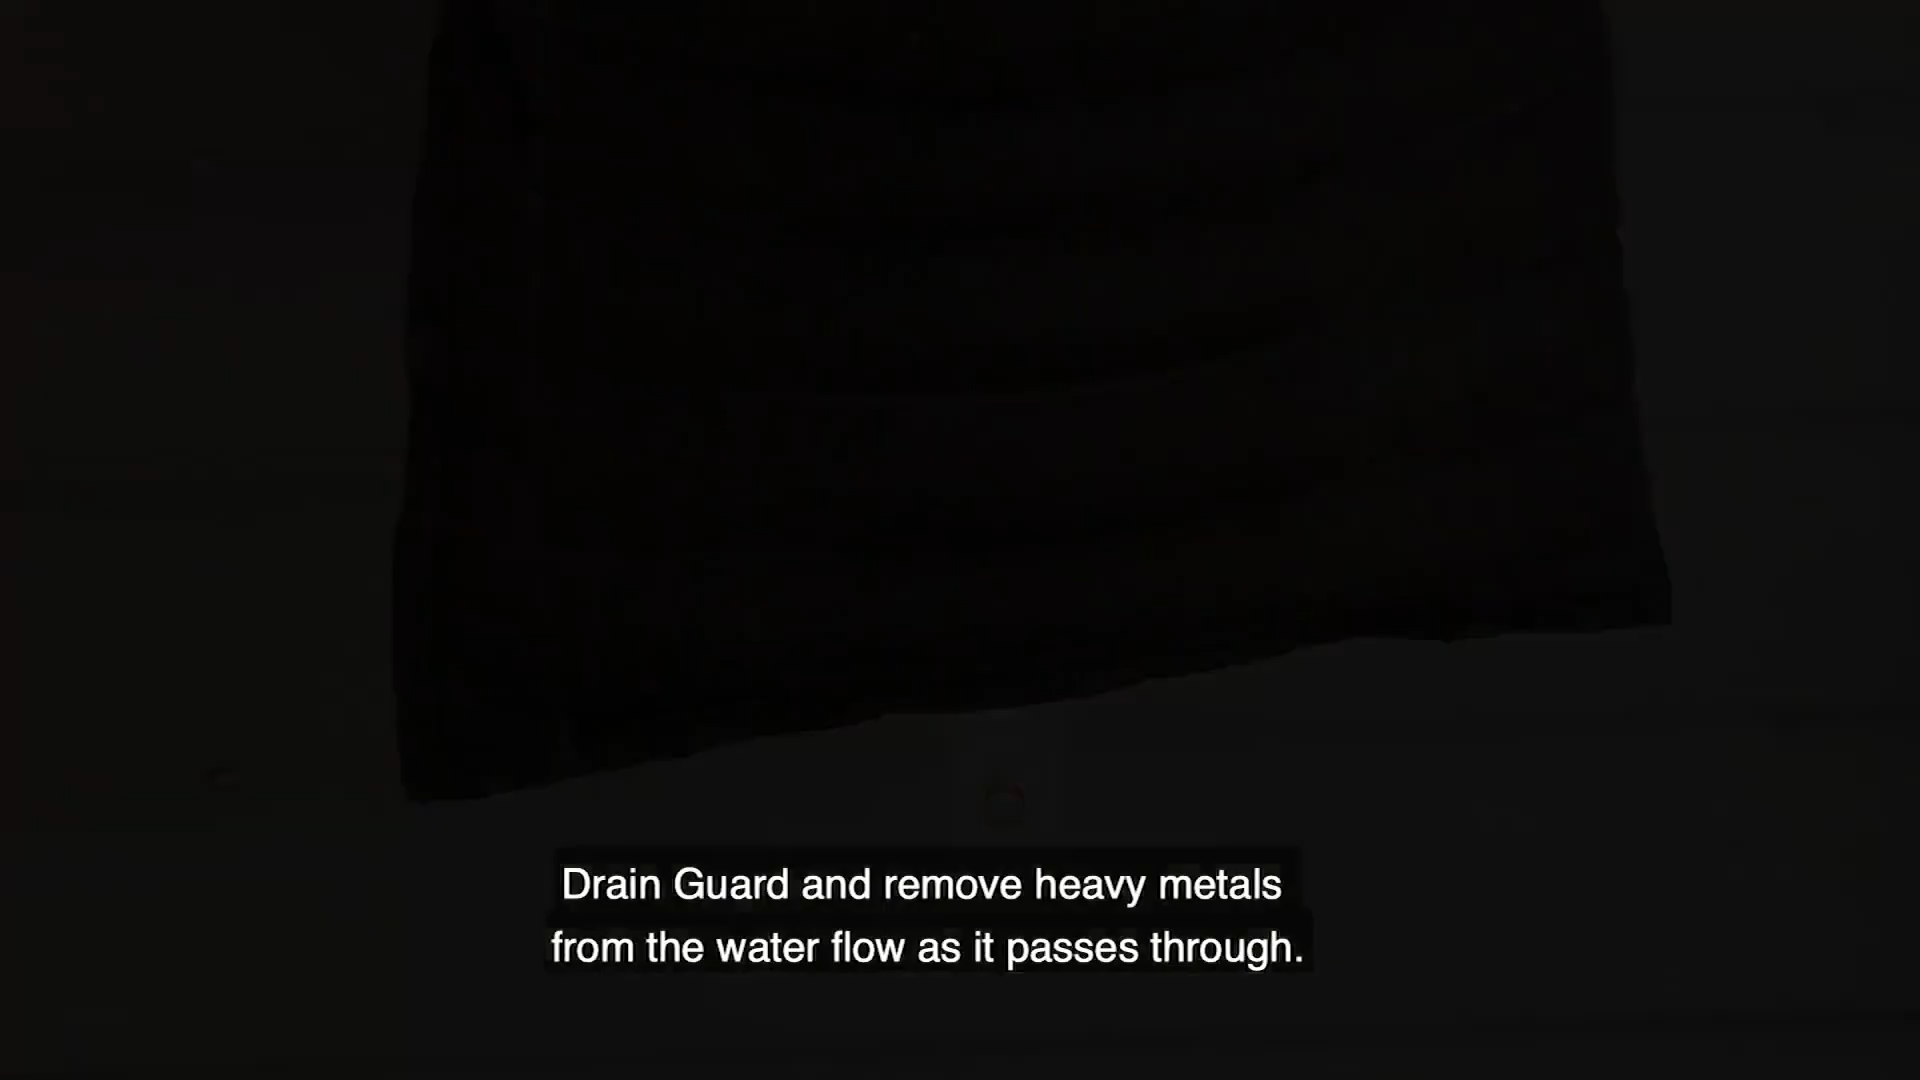 Drain Guard and remove heavy metals
from the water flow as it passes through.